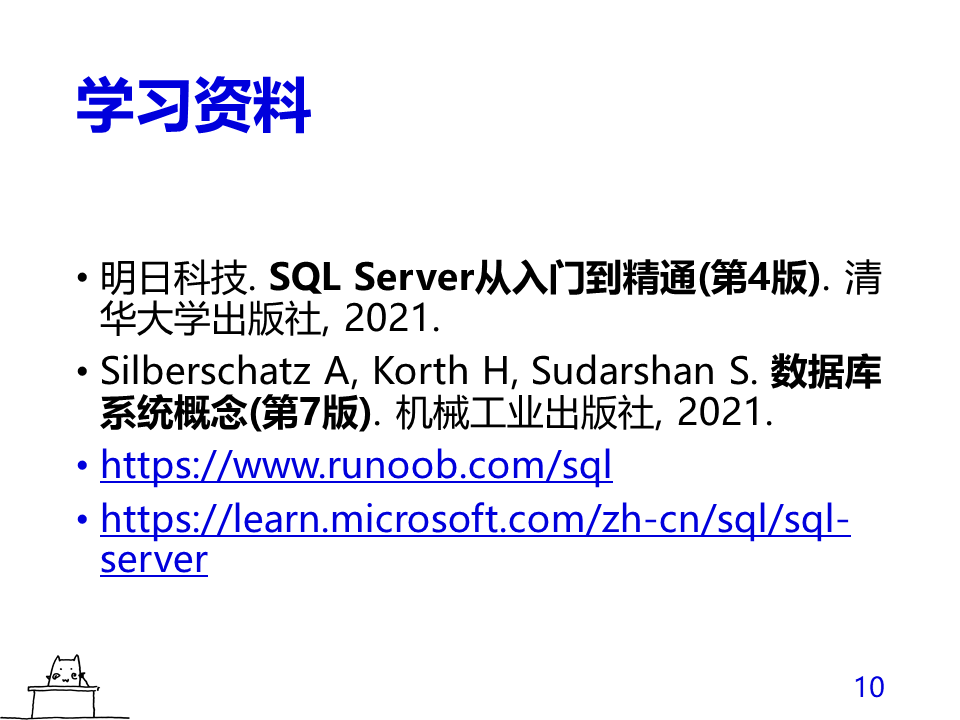 学习资料
• 明日科技. SQL Server从入门到精通(第4版). 清
华大学出版社, 2021.
• Silberschatz A, Korth H, Sudarshan S. 数据库
系统概念(第7版). 机械工业出版社, 2021.
• https://www.runoob.com/sql
• https://learn.microsoft.com/zh-cn/sql/sql-
server
10